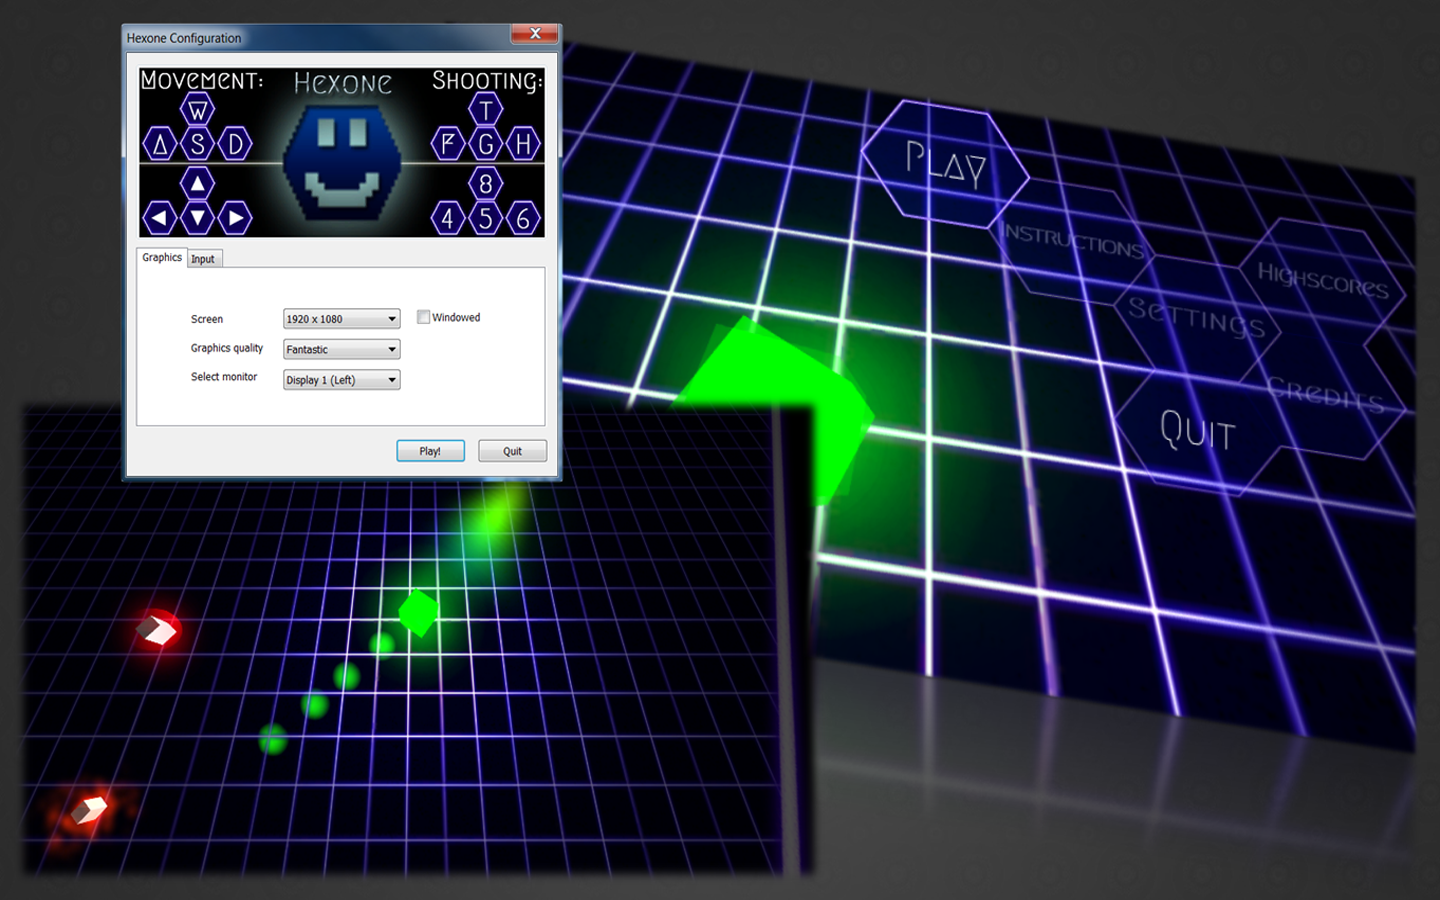 Hexone Configuration
MOVEMENT:
HEXONE
SHOOTING:
W
T
A S D
F G H
8
4 5 6
Graphics
Input
Screen
1920 x 1080
Windowed
Graphics quality
Fantastic
Select monitor
Display 1 (Left)
Play!
Quit
PLAY
INSTRUCTIONS
HIGHSCORES
SETTINGS
CREDITS
QUIT